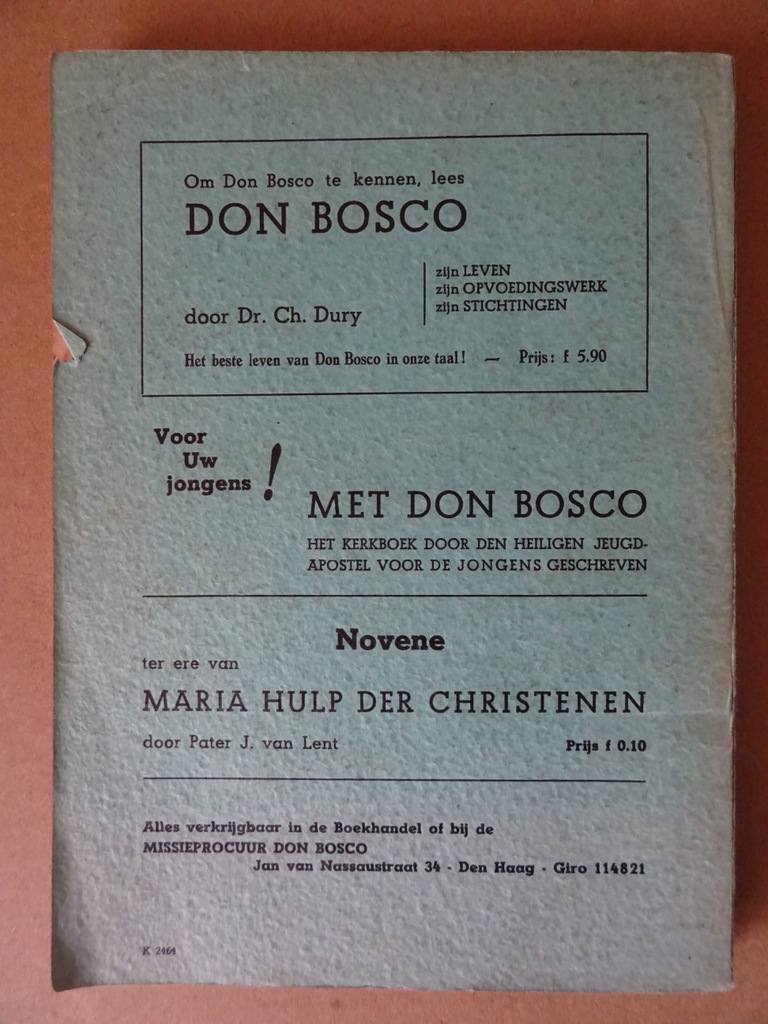 Om Don Bosco te kennen, lees
DON BOSCO
zijn LEVEN
zijn OPVOEDINGSWERK
zijn STICHTINGEN
door Dr. Ch. Dury
Het beste leven van Don Bosco in onze taal! — Prijs: f 5.90
Voor
Uw
jongens !
MET DON BOSCO
HET KERKBOEK DOOR DEN HEILIGEN JEUGD-
APOSTEL VOOR DE JONGENS GESCHREVEN
Novene
ter ere van
MARIA HULP DER CHRISTENEN
door Pater J. van Lent Prijs f 0.10
Alles verkrijgbaar in de Boekhandel of bij de
MISSIEPROCUUR DON BOSCO
Jan van Nassaustraat 34 - Den Haag - Giro 114821
K 2464